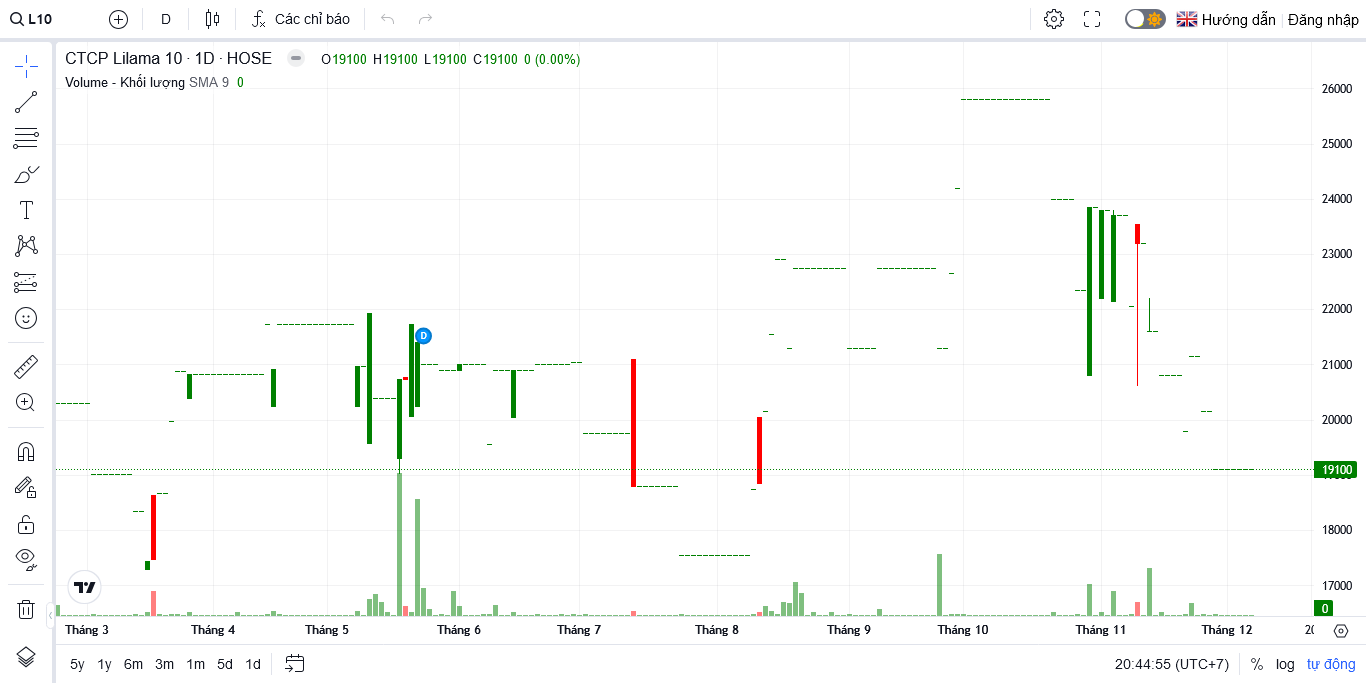 L10 D Các chỉ báo Hướng dẫn Đăng nhập
CTCP Lilama 10 · 1D · HOSE O19100 H19100 L19100 C19100 0 (0.00%)
Volume - Khối lượng SMA 9 0
D
26000
25000
24000
23000
22000
21000
20000
19100
18000
17000
0
Tháng 3 Tháng 4 Tháng 5 Tháng 6 Tháng 7 Tháng 8 Tháng 9 Tháng 10 Tháng 11 Tháng 12
5y 1y 6m 3m 1m 5d 1d 20:44:55 (UTC+7) % log tự động